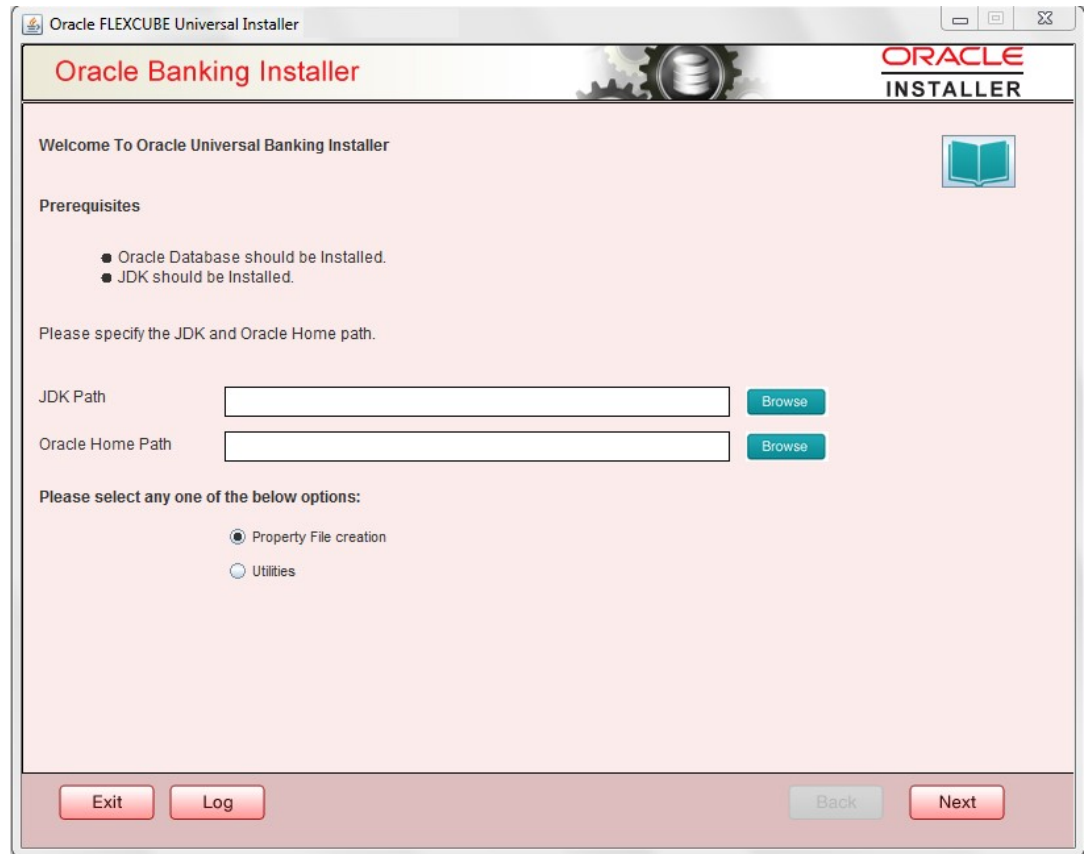 Oracle FLEXCUBE Universal Installer
Oracle Banking Installer
ORACLE
INSTALLER
Welcome To Oracle Universal Banking Installer
Prerequisites
Oracle Database should be Installed.
JDK should be Installed.
Please specify the JDK and Oracle Home path.
JDK Path
Browse
Oracle Home Path
Browse
Please select any one of the below options:
Property File creation
Utilities
Exit
Log
Back
Next